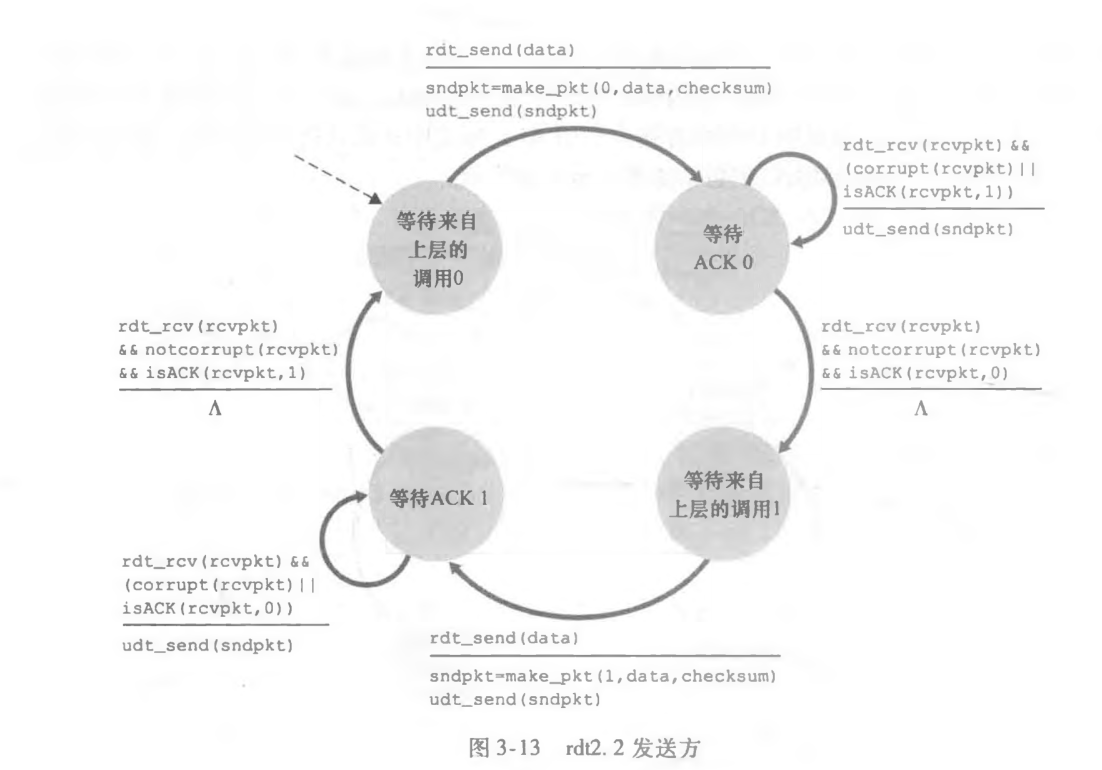 rdt_send(data)
sndpkt=make_pkt(0,data,checksum)
udt_send(sndpkt)
rdt_rcv(rcvpkt) &&
(corrupt(rcvpkt)||
isACK(rcvpkt,1))
udt_send(sndpkt)
等待来自
上层的
调用0
等待
ACK 0
rdt_rcv(rcvpkt)
&& notcorrupt(rcvpkt)
&& isACK(rcvpkt,1)
Λ
rdt_rcv(rcvpkt)
&& notcorrupt(rcvpkt)
&& isACK(rcvpkt,0)
Λ
等待ACK 1
等待来自
上层的调用1
rdt_rcv(rcvpkt) &&
(corrupt(rcvpkt)||
isACK(rcvpkt,0))
udt_send(sndpkt)
rdt_send(data)
sndpkt=make_pkt(1,data,checksum)
udt_send(sndpkt)
图 3-13 rdt2. 2 发送方